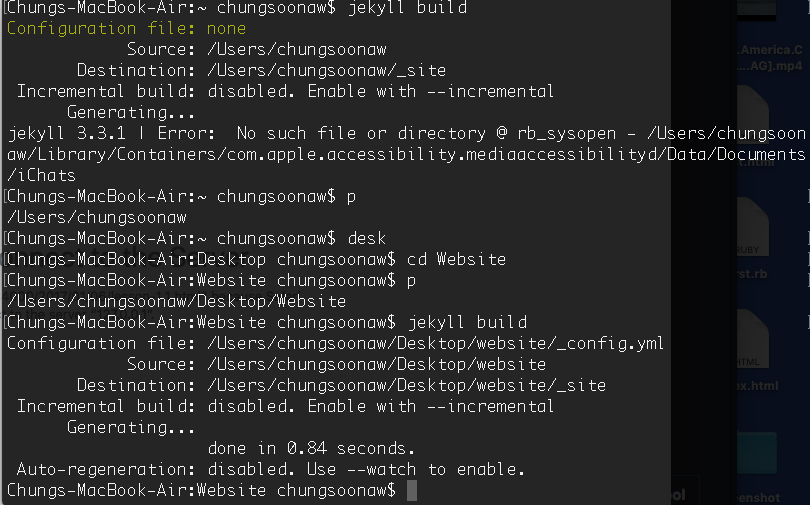 Chungs-MacBook-Air:~ chungsoonaw$ jekyll build
Configuration file: none
Source: /Users/chungsoonaw
Destination: /Users/chungsoonaw/_site
Incremental build: disabled. Enable with --incremental
Generating...
jekyll 3.3.1 | Error:  No such file or directory @ rb_sysopen - /Users/chungsoon
aw/Library/Containers/com.apple.accessibility.mediaaccessibilityd/Data/Documents
/iChats
[Chungs-MacBook-Air:~ chungsoonaw$ p
/Users/chungsoonaw
[Chungs-MacBook-Air:~ chungsoonaw$ desk
[Chungs-MacBook-Air:Desktop chungsoonaw$ cd Website
[Chungs-MacBook-Air:Website chungsoonaw$ p
/Users/chungsoonaw/Desktop/Website
[Chungs-MacBook-Air:Website chungsoonaw$ jekyll build
Configuration file: /Users/chungsoonaw/Desktop/website/_config.yml
Source: /Users/chungsoonaw/Desktop/website
Destination: /Users/chungsoonaw/Desktop/website/_site
Incremental build: disabled. Enable with --incremental
Generating...
done in 0.84 seconds.
Auto-regeneration: disabled. Use --watch to enable.
Chungs-MacBook-Air:Website chungsoonaw$
.America.C
....AG].mp4
RUBY
rst.rb
HTML
ex.html
enshot